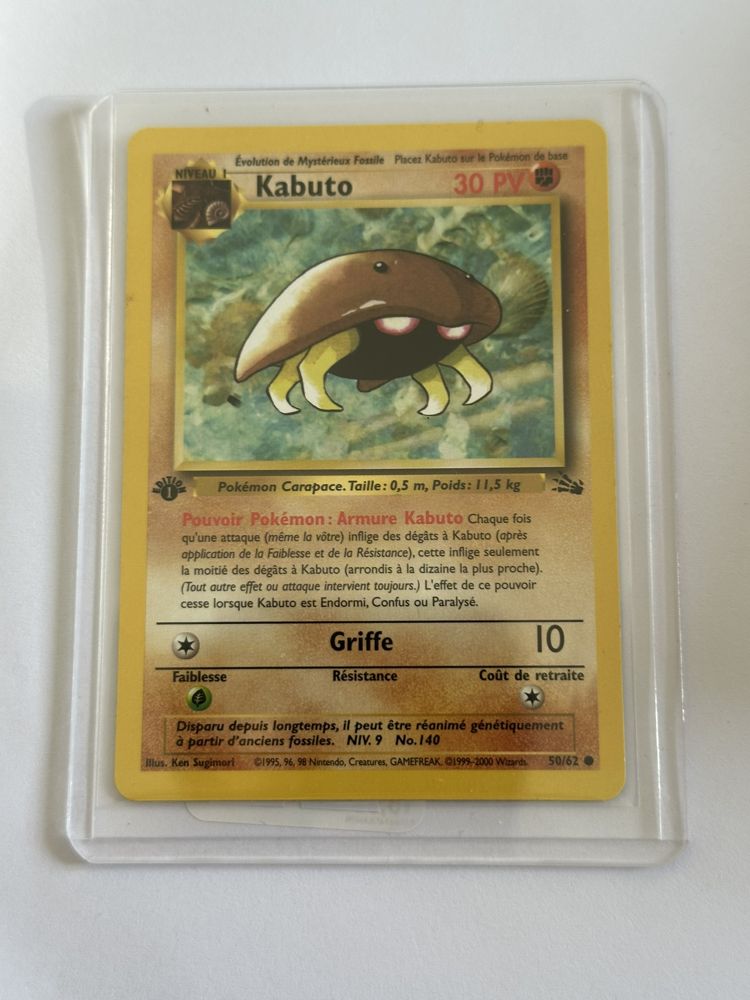 Évolution de Mystérieux Fossile Placez Kabuto sur le Pokémon de base
NIVEAU 1
Kabuto 30 PV
EDITION
1
Pokémon Carapace. Taille : 0,5 m, Poids : 11,5 kg
Pouvoir Pokémon : Armure Kabuto Chaque fois
qu'une attaque (même la vôtre) inflige des dégâts à Kabuto (après
application de la Faiblesse et de la Résistance), cette inflige seulement
la moitié des dégâts à Kabuto (arrondis à la dizaine la plus proche).
(Tout autre effet ou attaque intervient toujours.) L'effet de ce pouvoir
cesse lorsque Kabuto est Endormi, Confus ou Paralysé.
Griffe 10
Faiblesse Résistance Coût de retraite
Disparu depuis longtemps, il peut être réanimé génétiquement
à partir d'anciens fossiles. NIV. 9 No. 140
Illus. Ken Sugimori ©1995, 96, 98 Nintendo, Creatures, GAMEFREAK. ©1999-2000 Wizards. 50/62